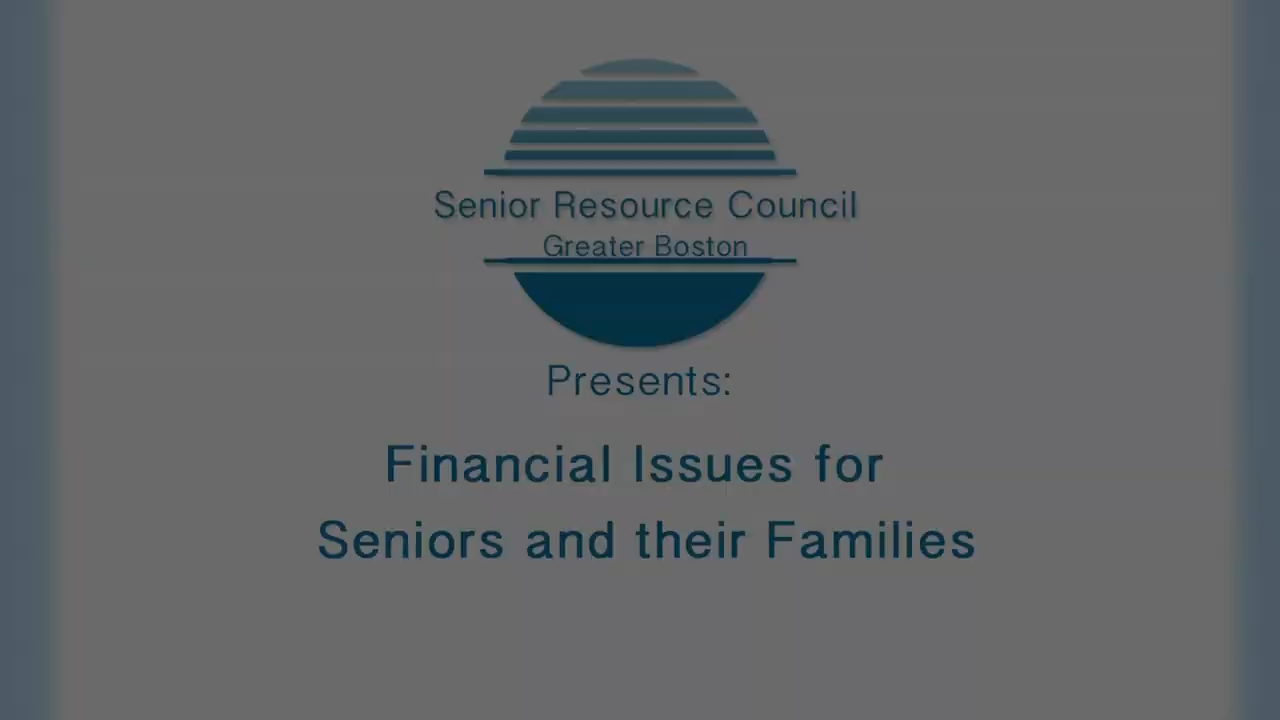 Senior Resource Council
Greater Boston
Presents:
Financial Issues for
Seniors and their Families